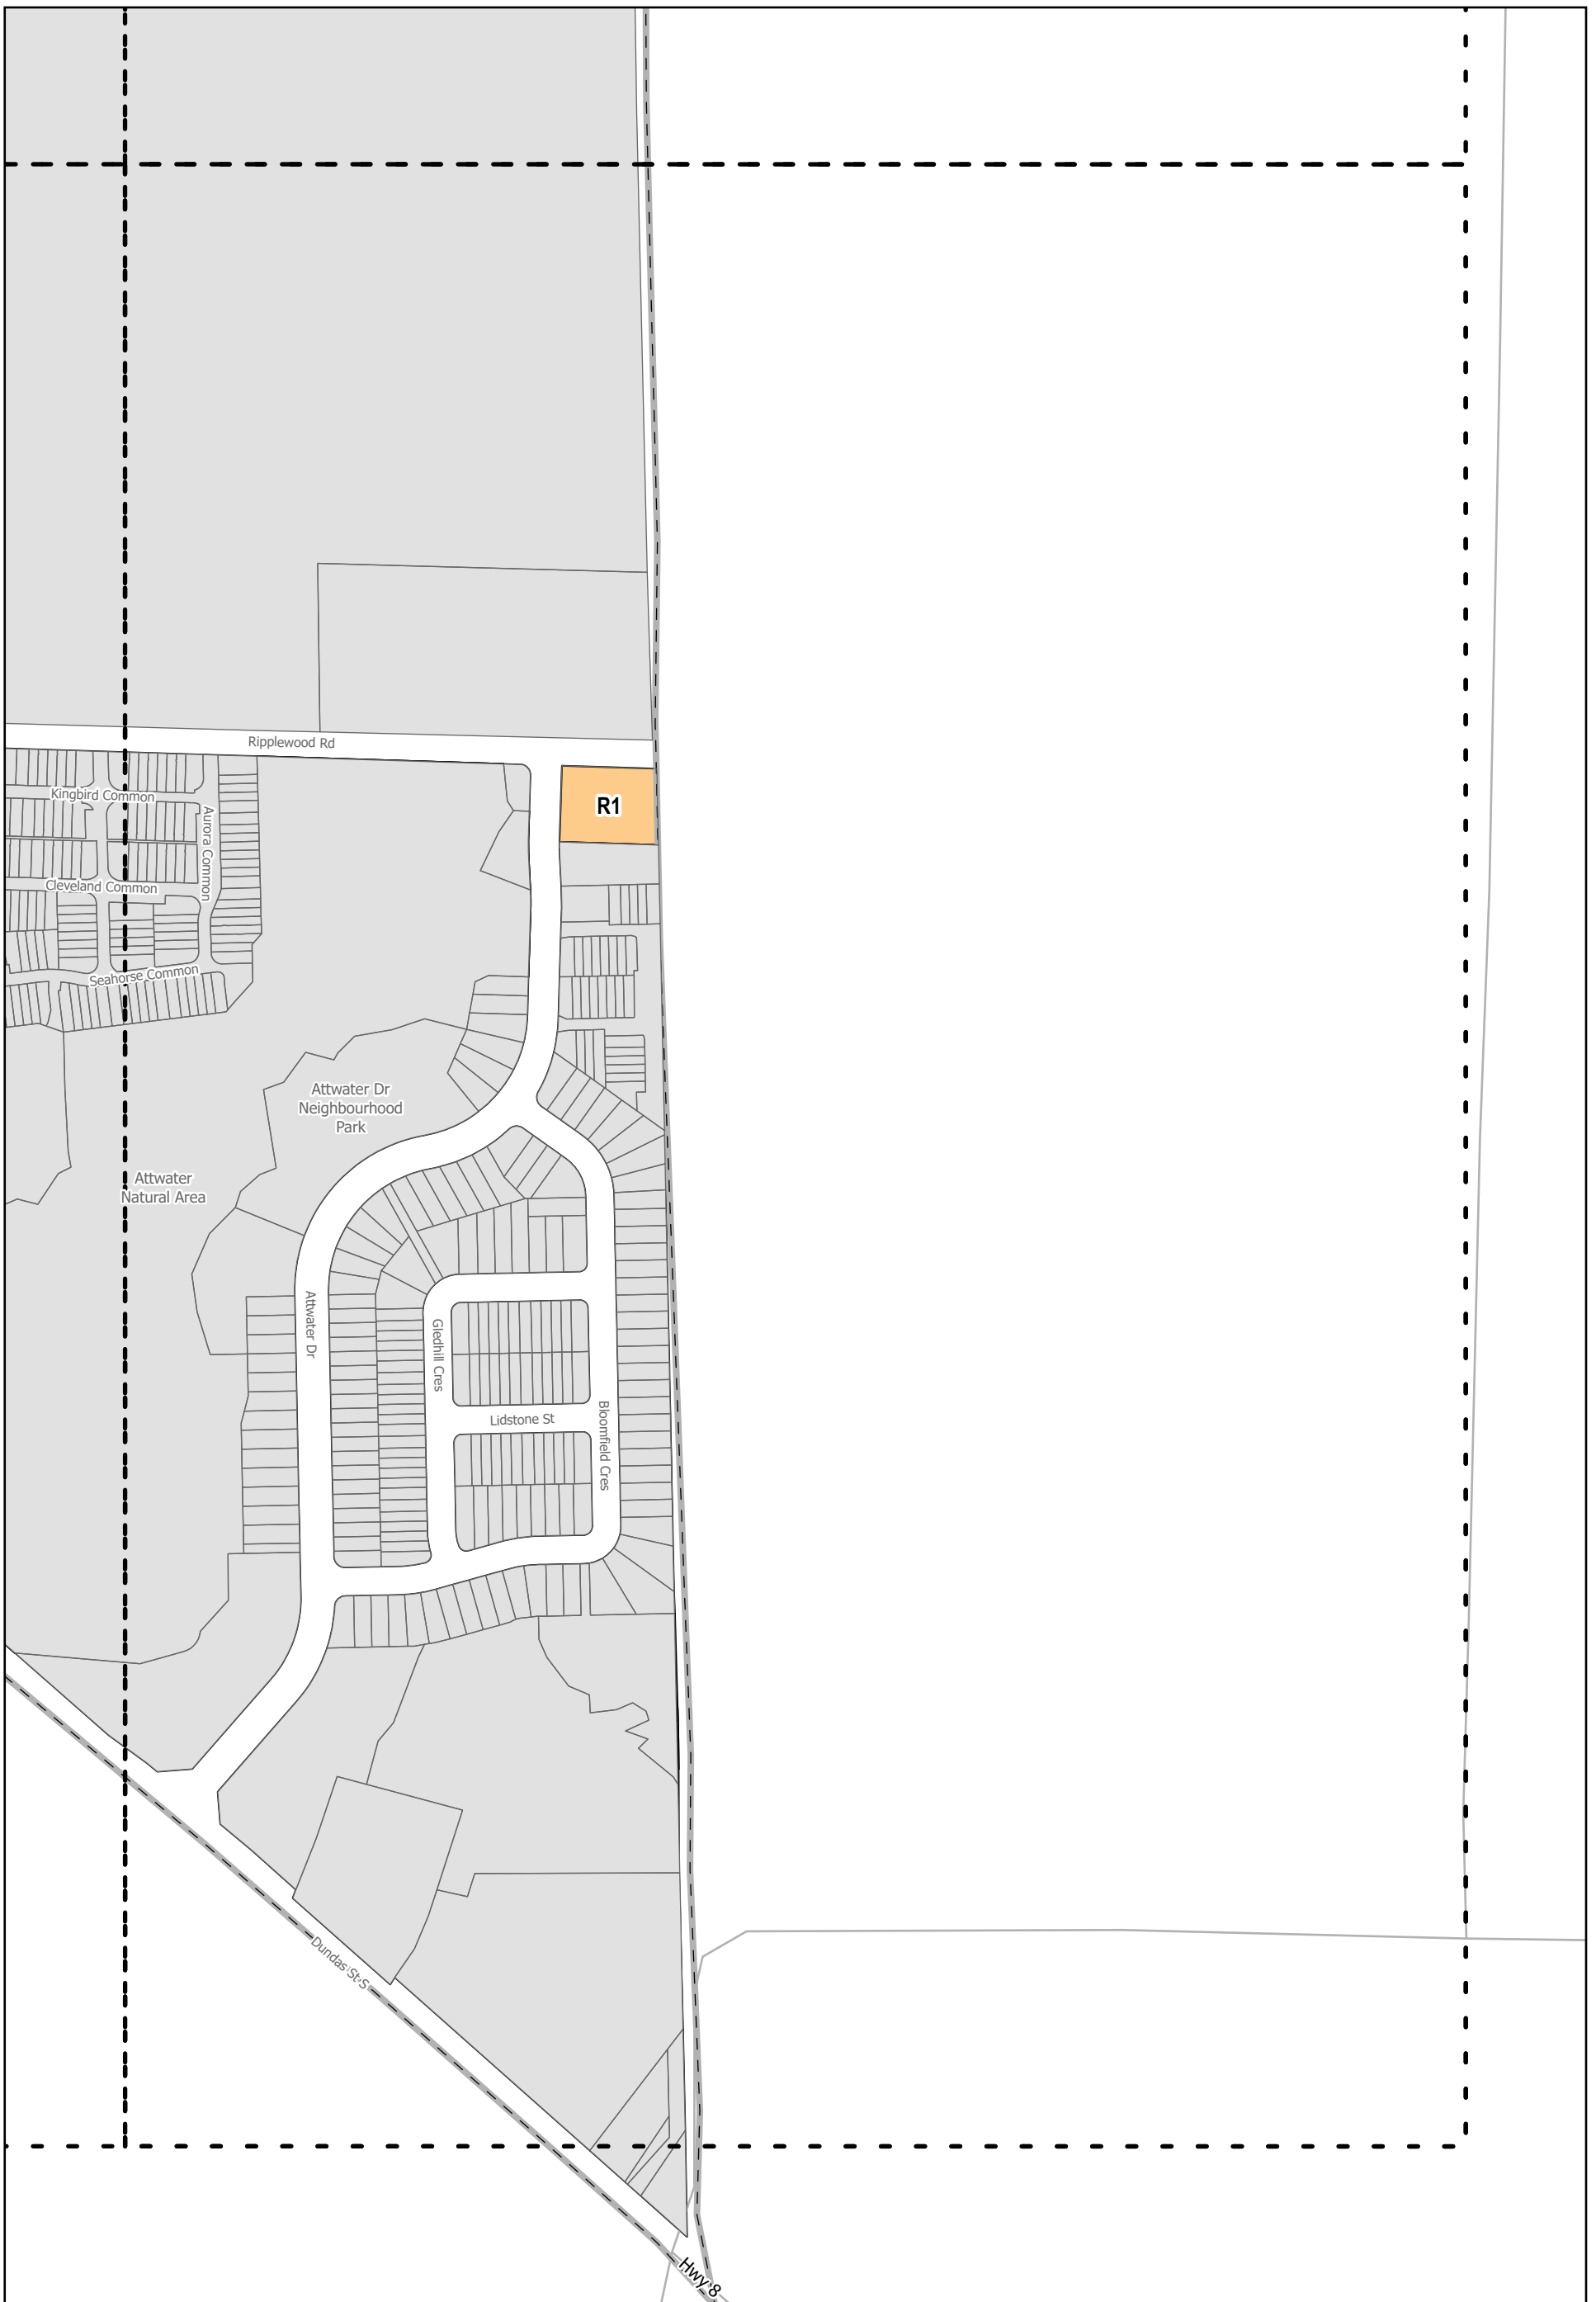 Ripplewood Rd
R1
Kingbird Common
Aurora Common
Cleveland Common
Seahorse Common
Attwater Dr
Neighbourhood
Park
Attwater
Natural Area
Attwater Dr
Gledhill Cres
Lidstone St
Bloomfield Cres
Dundas St S
Hwy 8